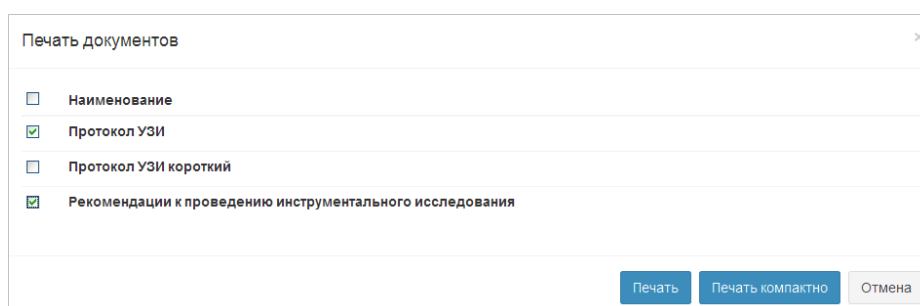 Печать документов
Наименование
Протокол УЗИ
Протокол УЗИ короткий
Рекомендации к проведению инструментального исследования
Печать Печать компактно Отмена